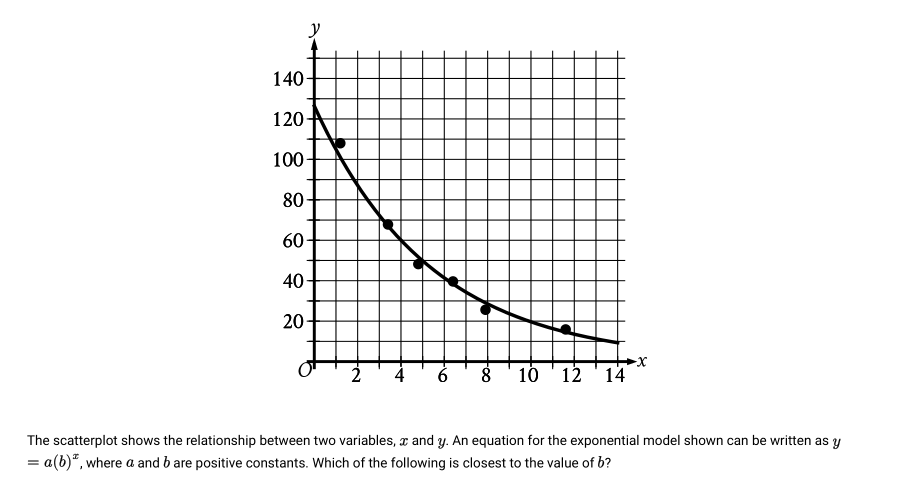 y
140
120
100
80
60
40
20
O
2 4 6 8 10 12 14
x
The scatterplot shows the relationship between two variables, x and y. An equation for the exponential model shown can be written as y
= a(b)ˣ, where a and b are positive constants. Which of the following is closest to the value of b?